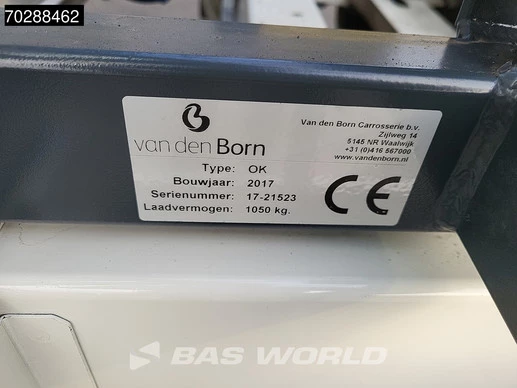 70288462
van den Born
Van den Born Carrosserie b.v.
Zijlweg 14
5145 NR Waalwijk
+31 (0)416 567000
www.vandenborn.nl
Type: OK
Bouwjaar: 2017
Serienummer: 17-21523
Laadvermogen: 1050 kg.
CE
BAS WORLD